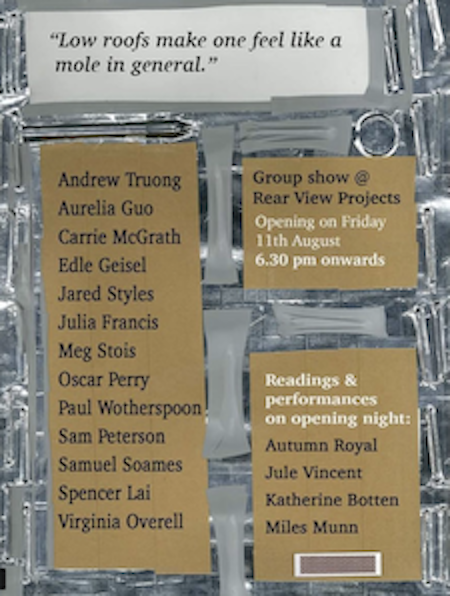 “Low roofs make one feel like a
mole in general.”
Andrew Truong
Aurelia Guo
Carrie McGrath
Edle Geisel
Jared Styles
Julia Francis
Meg Stois
Oscar Perry
Paul Wotherspoon
Sam Peterson
Samuel Soames
Spencer Lai
Virginia Overell
Group show @
Rear View Projects
Opening on Friday
11th August
6.30 pm onwards
Readings &
performances
on opening night:
Autumn Royal
Jule Vincent
Katherine Botten
Miles Munn